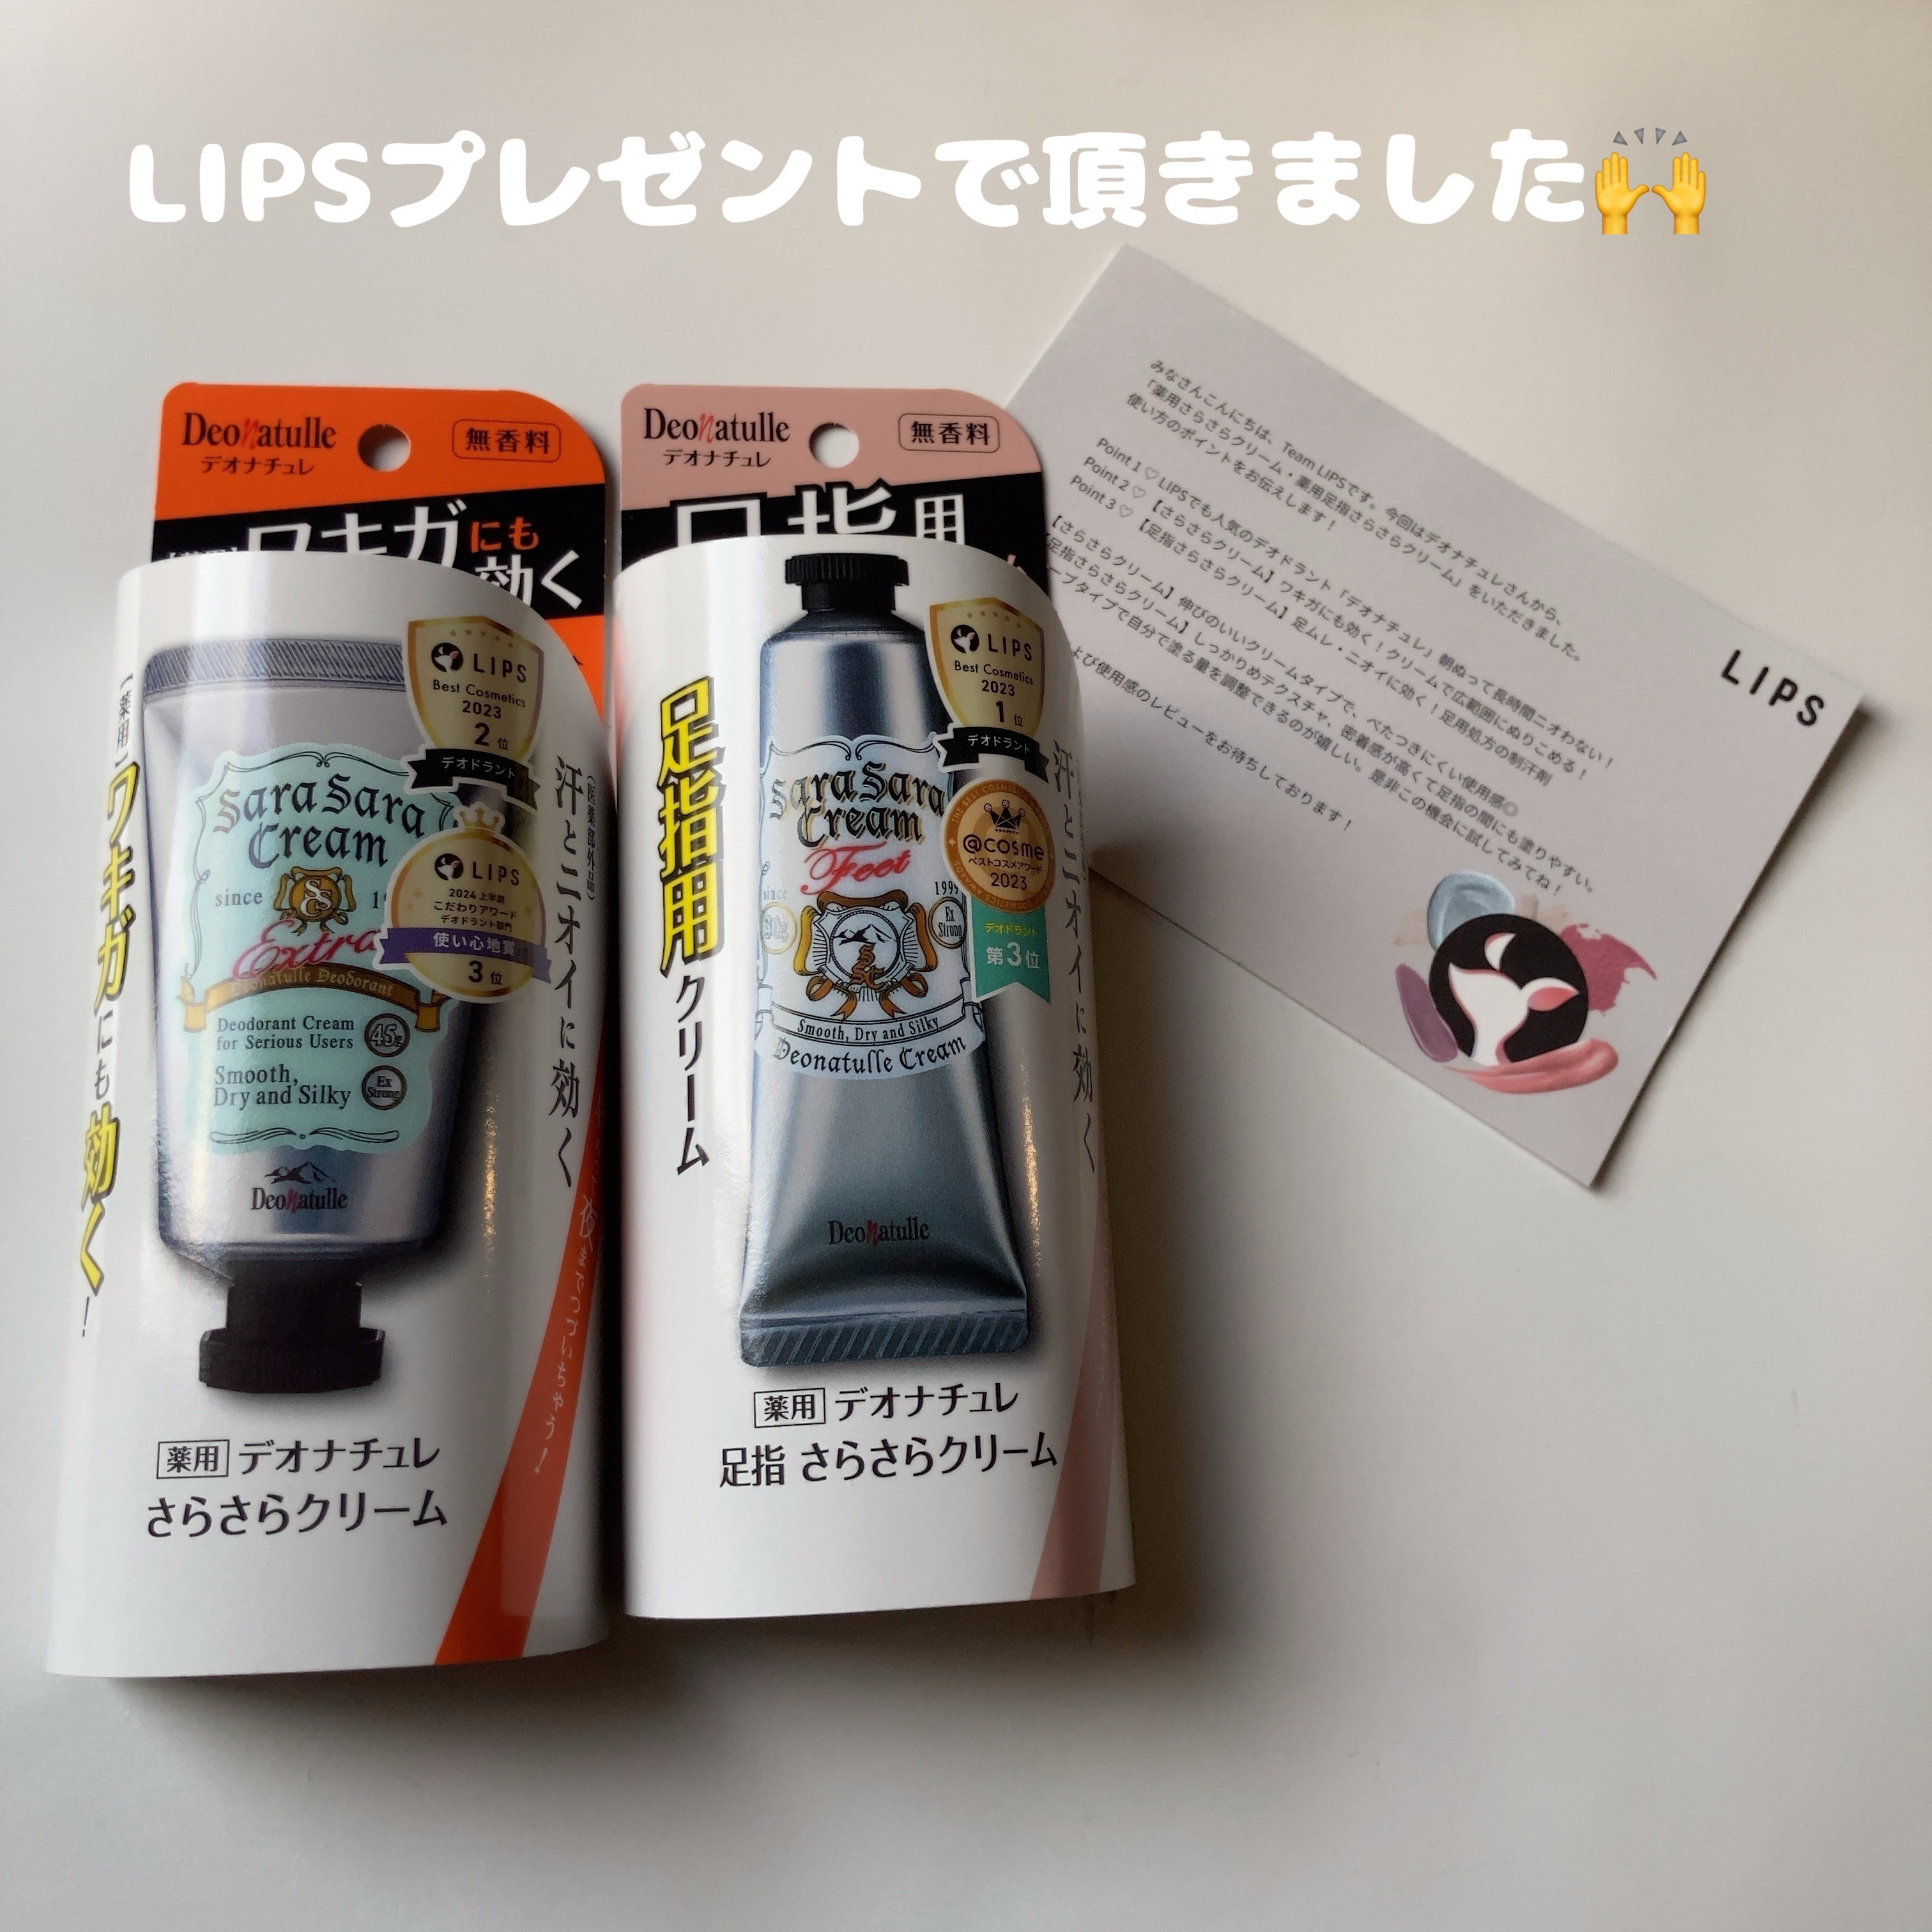 LIPSプレゼントで頂きました🙌
Deonatulle
デオナチュレ
無香料
ワキガにも
効く
【薬用】ワキガにも効く!
LIPS
Best Cosmetics
2023
2位
デオドラント
Sara Sara
Cream
since
Extra
Deonatulle Deodorant
LIPS
2024 上半期
こだわりアワード
デオドラント部門
使い心地賞
3位
Deodorant Cream
for Serious Users
45g
Smooth,
Dry and Silky
Ex
Strong
Deonatulle
(医薬部外品)
汗とニオイに効く
夜までつづいちゃう!
薬用 デオナチュレ
さらさらクリーム
Deonatulle
デオナチュレ
無香料
足指用
足指用クリーム
LIPS
Best Cosmetics
2023
1位
デオドラント
Sara Sara
Cream
Feet
since
1999
@cosme
ベストコスメアワード
2023
デオドラント
第3位
Ex
Strong
Smooth, Dry and Silky
Deonatulle Cream
Deonatulle
汗とニオイに効く
薬用 デオナチュレ
足指 さらさらクリーム
みなさんこんにちは、Team LIPSです。今回はデオナチュレさんから、
「薬用さらさらクリーム・薬用足指さらさらクリーム」をいただきました。
使い方のポイントをお伝えします!
Point 1♡LIPSでも人気のデオドラント「デオナチュレ」朝ぬって長時間ニオわない!
Point 2♡【さらさらクリーム】ワキガにも効く!クリームで広範囲にぬりこめる!
Point 3♡【足指さらさらクリーム】足ムレ・ニオイに効く!足用処方の制汗剤
【さらさらクリーム】伸びのいいクリームタイプで、べたつきにくい使用感◎
足指さらさらクリーム】しっかりめテクスチャ、密着感が高くて足指の間にも塗りやすい。
ーブタイプで自分で塗る量を調整できるのが嬉しい。是非この機会に試してみてね!
よび使用感のレビューをお待ちしております!
LIPS